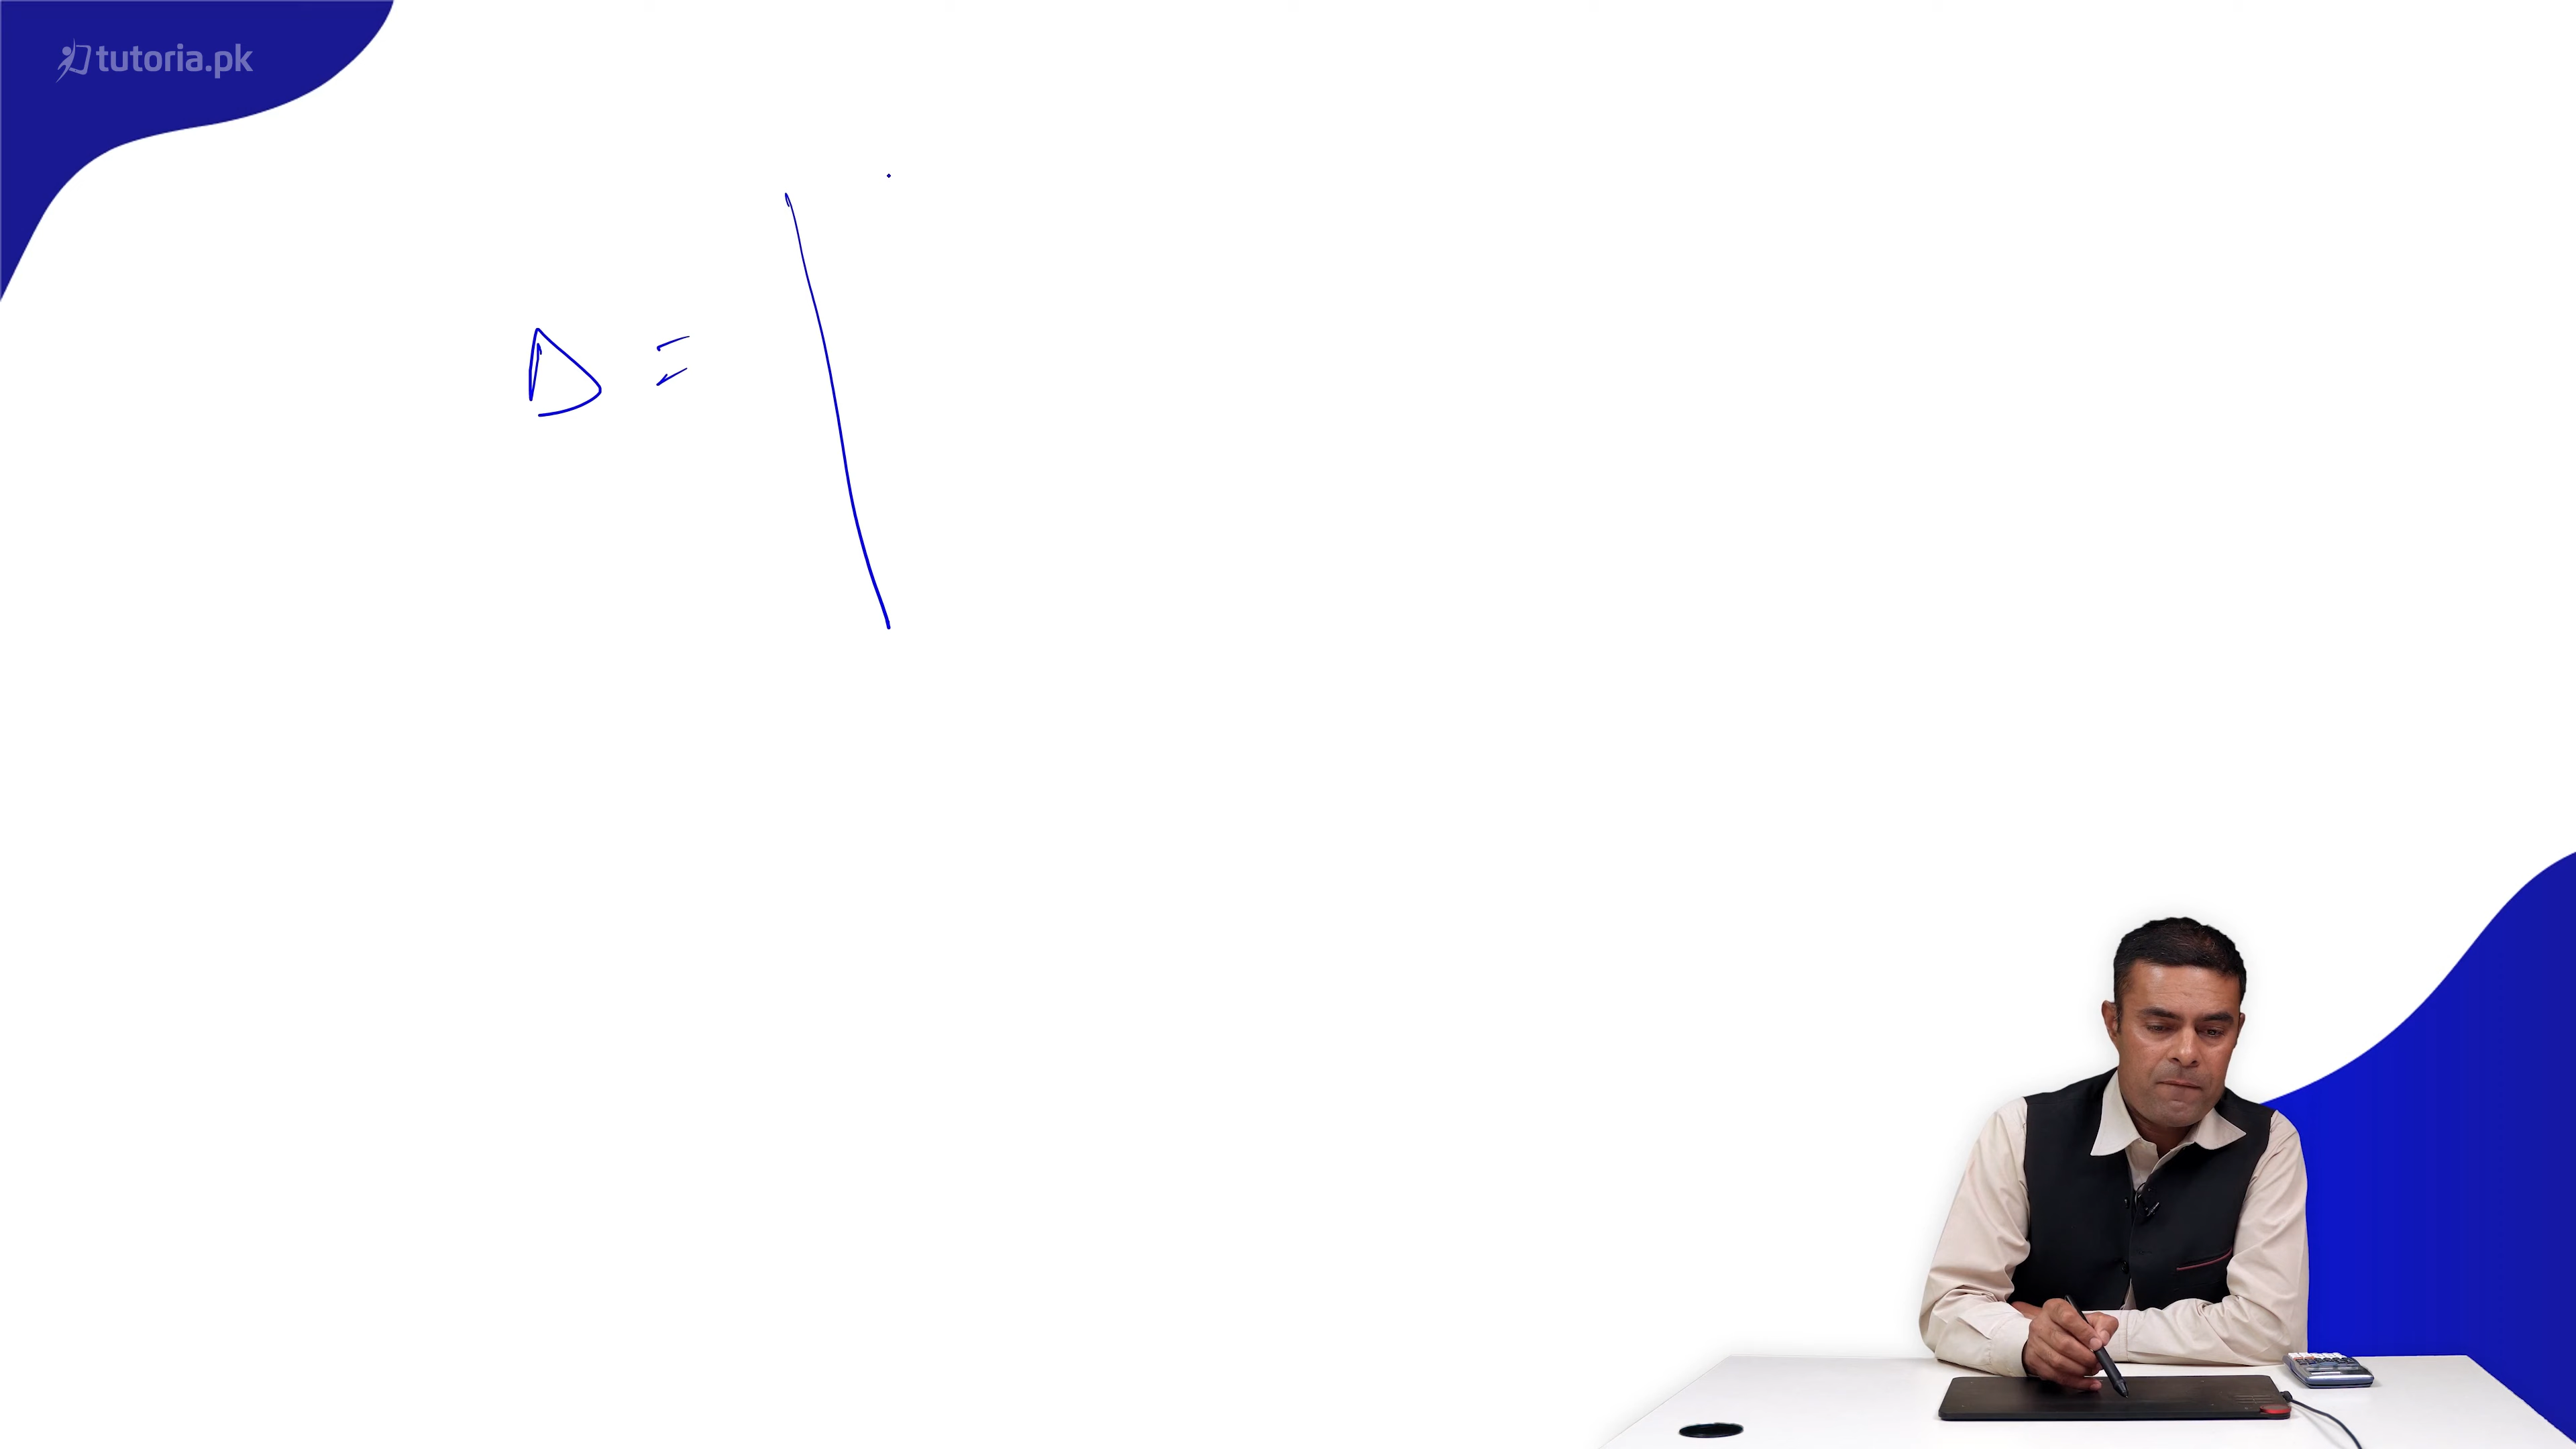 tutoria.pk
Δ = |